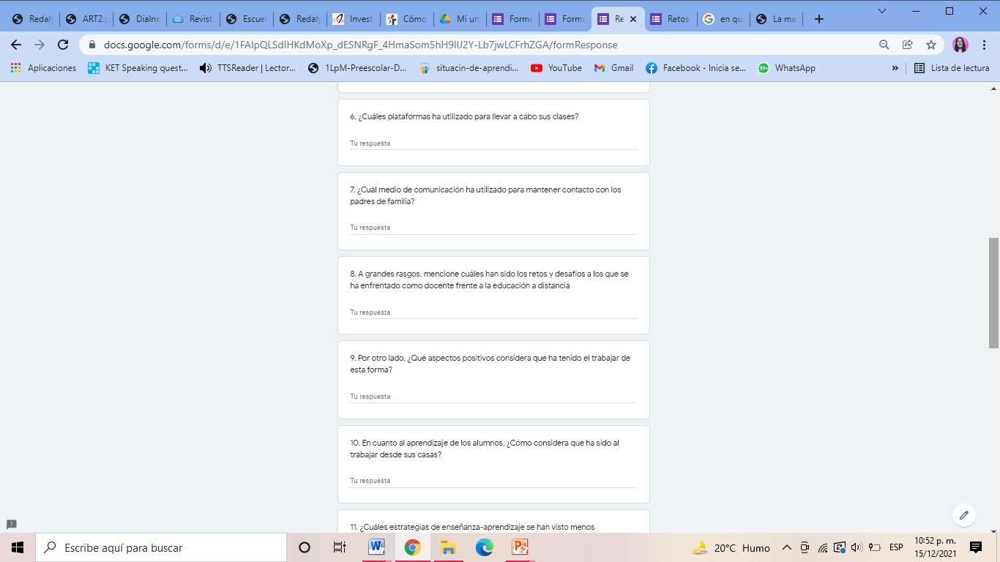 Redaly
ART2.p
Dialne
Revista
Escuel
Redaly
Investi
Cómo
Mi uni
Formu
Formu
Re
Retos
en qu
La ma
docs.google.com/forms/d/e/1FAIpQLSdIHKdMoXp_dESNRgF_4HmaSom5hH9IIJ2Y-Lb7jwLCFrhZGA/formResponse
Aplicaciones
KET Speaking quest...
TTSReader | Lector...
1LpM-Preescolar-D...
situacin-de-aprendi...
YouTube
Gmail
Facebook - Inicia se...
99+
WhatsApp
»
Lista de lectura
6. ¿Cuáles plataformas ha utilizado para llevar a cabo sus clases?
Tu respuesta
7. ¿Cuál medio de comunicación ha utilizado para mantener contacto con los
padres de familia?
Tu respuesta
8. A grandes rasgos, mencione cuáles han sido los retos y desafíos a los que se
ha enfrentado como docente frente a la educación a distancia
Tu respuesta
9. Por otro lado, ¿Qué aspectos positivos considera que ha tenido el trabajar de
esta forma?
Tu respuesta
10. En cuanto al aprendizaje de los alumnos, ¿Cómo considera que ha sido al
trabajar desde sus casas?
Tu respuesta
11. ¿Cuáles estrategias de enseñanza-aprendizaje se han visto menos
Escribe aquí para buscar
20°C Humo
ESP
10:52 p. m.
15/12/2021